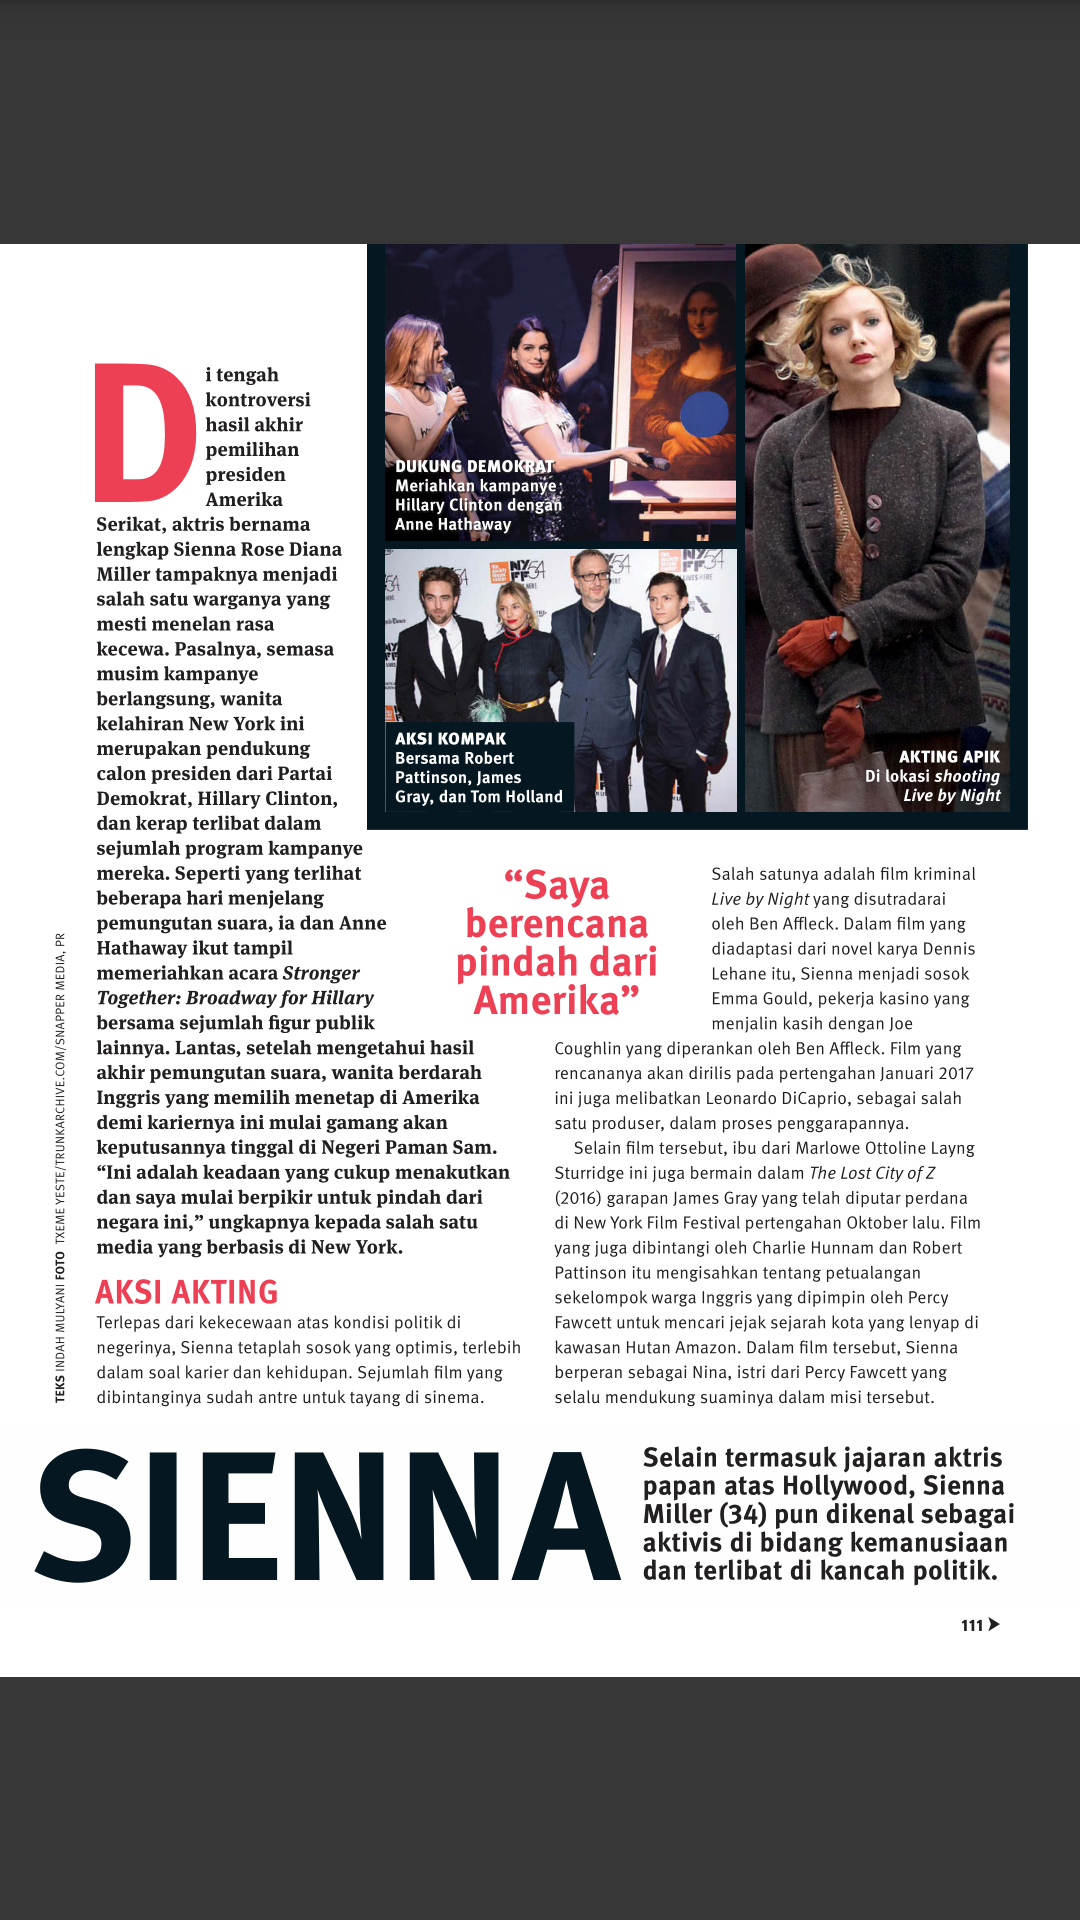 DUKUNG DEMOKRAT
Meriahkan kampanye
Hillary Clinton dengan
Anne Hathaway
NY
FF54
AKSI KOMPAK
Bersama Robert
Pattinson, James
Gray, dan Tom Holland
AKTING APIK
Di lokasi shooting
Live by Night
Di tengah
kontroversi
hasil akhir
pemilihan
presiden
Amerika
Serikat, aktris bernama
lengkap Sienna Rose Diana
Miller tampaknya menjadi
salah satu warganya yang
mesti menelan rasa
kecewa. Pasalnya, semasa
musim kampanye
berlangsung, wanita
kelahiran New York ini
merupakan pendukung
calon presiden dari Partai
Demokrat, Hillary Clinton,
dan kerap terlibat dalam
sejumlah program kampanye
mereka. Seperti yang terlihat
beberapa hari menjelang
pemungutan suara, ia dan Anne
Hathaway ikut tampil
memeriahkan acara Stronger
Together: Broadway for Hillary
bersama sejumlah figur publik
lainnya. Lantas, setelah mengetahui hasil
akhir pemungutan suara, wanita berdarah
Inggris yang memilih menetap di Amerika
demi kariernya ini mulai gamang akan
keputusannya tinggal di Negeri Paman Sam.
“Ini adalah keadaan yang cukup menakutkan
dan saya mulai berpikir untuk pindah dari
negara ini,” ungkapnya kepada salah satu
media yang berbasis di New York.
AKSI AKTING
Terlepas dari kekecewaan atas kondisi politik di
negerinya, Sienna tetaplah sosok yang optimis, terlebih
dalam soal karier dan kehidupan. Sejumlah film yang
dibintanginya sudah antre untuk tayang di sinema.
“Saya
berencana
pindah dari
Amerika”
Salah satunya adalah film kriminal
Live by Night yang disutradarai
oleh Ben Affleck. Dalam film yang
diadaptasi dari novel karya Dennis
Lehane itu, Sienna menjadi sosok
Emma Gould, pekerja kasino yang
menjalin kasih dengan Joe
Coughlin yang diperankan oleh Ben Affleck. Film yang
rencananya akan dirilis pada pertengahan Januari 2017
ini juga melibatkan Leonardo DiCaprio, sebagai salah
satu produser, dalam proses penggarapannya.
Selain film tersebut, ibu dari Marlowe Ottoline Layng
Sturridge ini juga bermain dalam The Lost City of Z
(2016) garapan James Gray yang telah diputar perdana
di New York Film Festival pertengahan Oktober lalu. Film
yang juga dibintangi oleh Charlie Hunnam dan Robert
Pattinson itu mengisahkan tentang petualangan
sekelompok warga Inggris yang dipimpin oleh Percy
Fawcett untuk mencari jejak sejarah kota yang lenyap di
kawasan Hutan Amazon. Dalam film tersebut, Sienna
berperan sebagai Nina, istri dari Percy Fawcett yang
selalu mendukung suaminya dalam misi tersebut.
TEKS INDAH MULYANI FOTO TXEME YESTE/TRUNKARCHIVE.COM/SNAPPER MEDIA, PR
SIENNA
Selain termasuk jajaran aktris
papan atas Hollywood, Sienna
Miller (34) pun dikenal sebagai
aktivis di bidang kemanusiaan
dan terlibat di kancah politik.
111